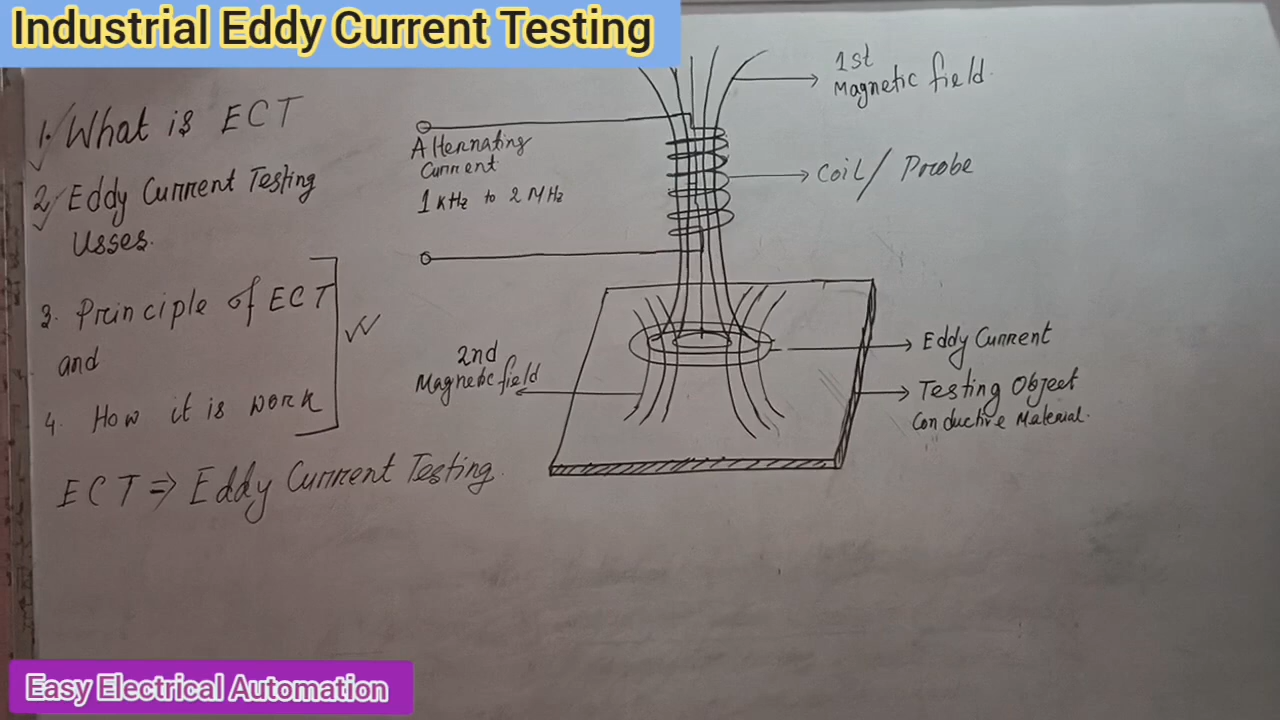 Industrial Eddy Current Testing
1. What is ECT
2. Eddy Current Testing
Usses.
3. Principle of ECT
and
4. How it is work
ECT ⇒ Eddy Current Testing.
Alternating
Current
1 KHz to 2 MHz
1st
Magnetic field.
Coil / Probe
2nd
Magnetic field
Eddy Current
Testing Object
Conductive Material.
Easy Electrical Automation